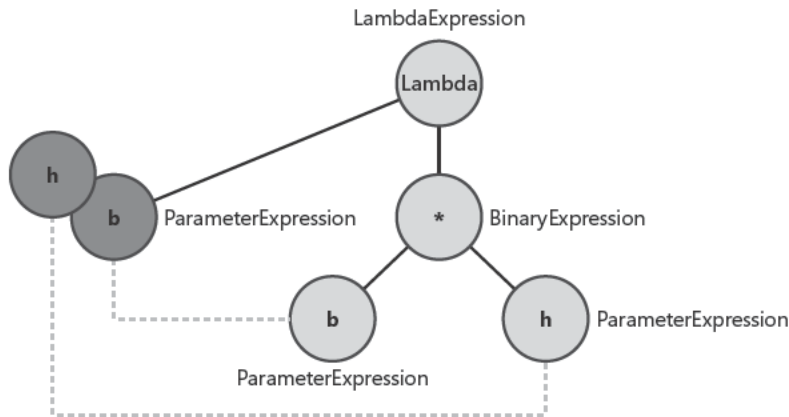 LambdaExpression
Lambda
h
b
ParameterExpression
*
BinaryExpression
b
h
ParameterExpression
ParameterExpression